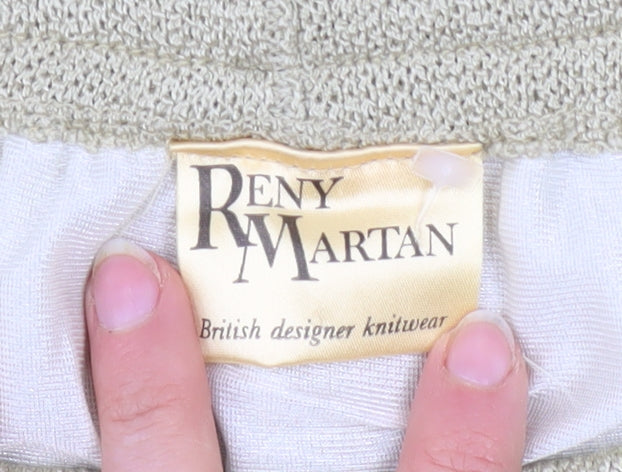 RENY
MARTAN
British designer knitwear